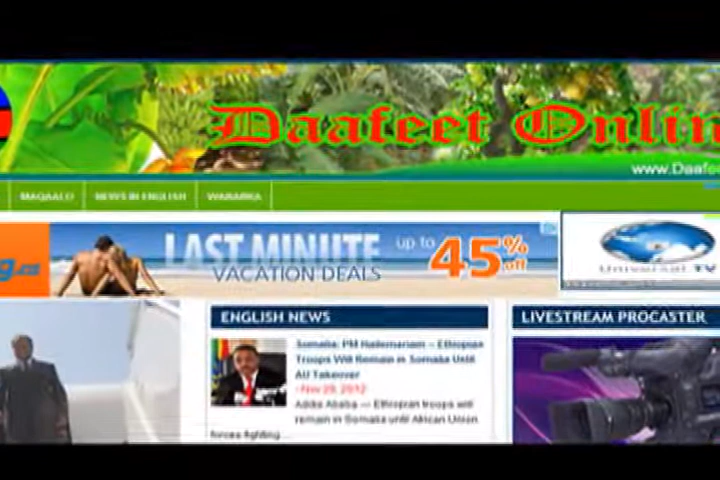 Daafeet Onlin
www.Daafe
MAQAALO
NEWS IN ENGLISH
WARARKA
g.cs
LAST MINUTE
VACATION DEALS
up to
45% off
Universal TV
ENGLISH NEWS
Somalia: PM Hailemariam – Ethiopian
Troops Will Remain in Somalia Until
AU Takeover
- Nov 29, 2012
Addis Ababa — Ethiopian troops will
remain in Somalia until African Union
forces fighting
LIVESTREAM PROCASTER